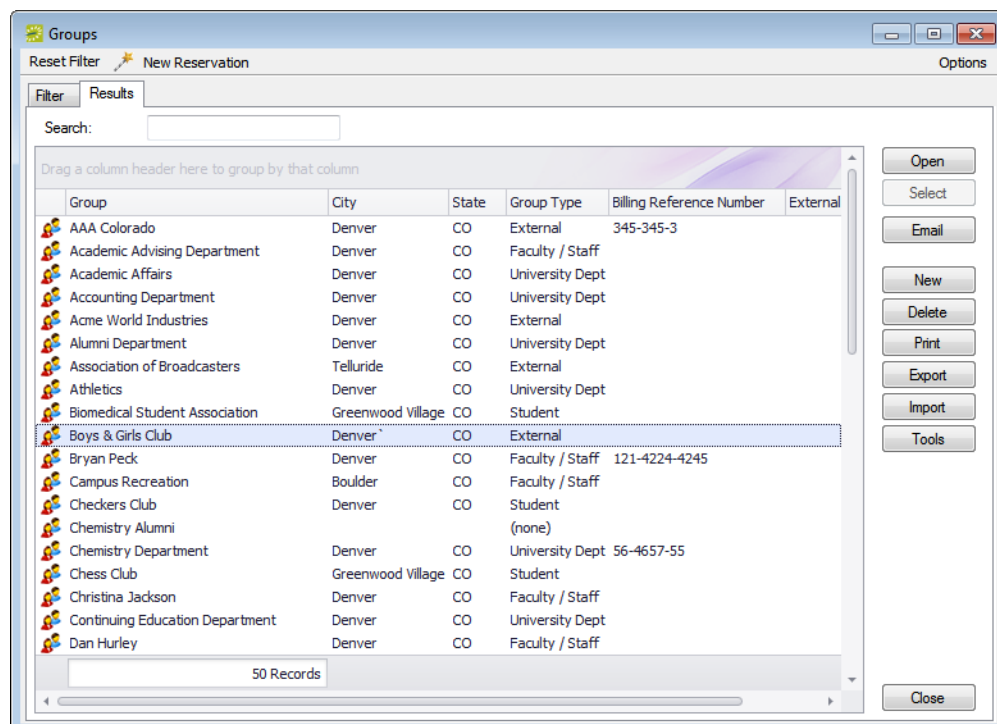 Groups
Reset Filter New Reservation Options
Filter Results
Search:
Drag a column header here to group by that column
Group City State Group Type Billing Reference Number External
AAA Colorado Denver CO External 345-345-3
Academic Advising Department Denver CO Faculty / Staff
Academic Affairs Denver CO University Dept
Accounting Department Denver CO University Dept
Acme World Industries Denver CO External
Alumni Department Denver CO University Dept
Association of Broadcasters Telluride CO External
Athletics Denver CO University Dept
Biomedical Student Association Greenwood Village CO Student
Boys & Girls Club Denver` CO External
Bryan Peck Denver CO Faculty / Staff 121-4224-4245
Campus Recreation Boulder CO Faculty / Staff
Checkers Club Denver CO Student
Chemistry Alumni (none)
Chemistry Department Denver CO University Dept 56-4657-55
Chess Club Greenwood Village CO Student
Christina Jackson Denver CO Faculty / Staff
Continuing Education Department Denver CO University Dept
Dan Hurley Denver CO Faculty / Staff
50 Records
Open
Select
Email
New
Delete
Print
Export
Import
Tools
Close